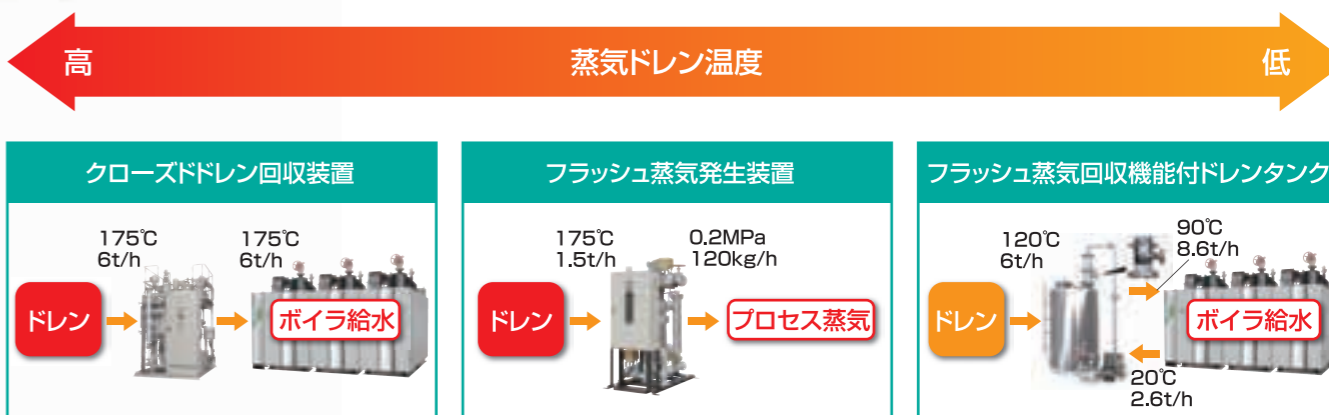 高
蒸気ドレン温度
低
クローズドドレン回収装置
175℃
6t/h
175℃
6t/h
ドレン
ボイラ給水
フラッシュ蒸気発生装置
175℃
1.5t/h
0.2MPa
120kg/h
ドレン
プロセス蒸気
フラッシュ蒸気回収機能付ドレンタンク
120℃
6t/h
90℃
8.6t/h
ドレン
ボイラ給水
20℃
2.6t/h